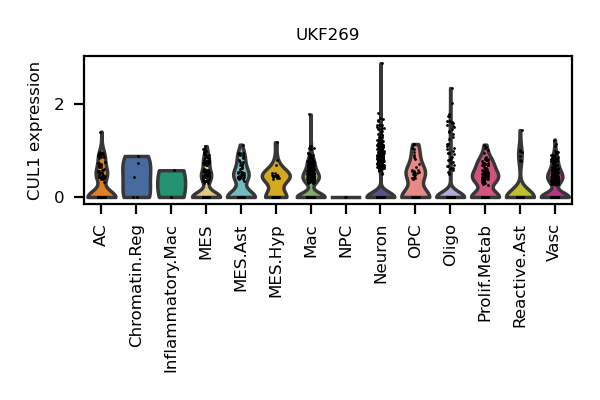 UKF269
CUL1 expression
2
0
AC
Chromatin.Reg
Inflammatory.Mac
MES
MES.Ast
MES.Hyp
Mac
NPC
Neuron
OPC
Oligo
Prolif.Metab
Reactive.Ast
Vasc